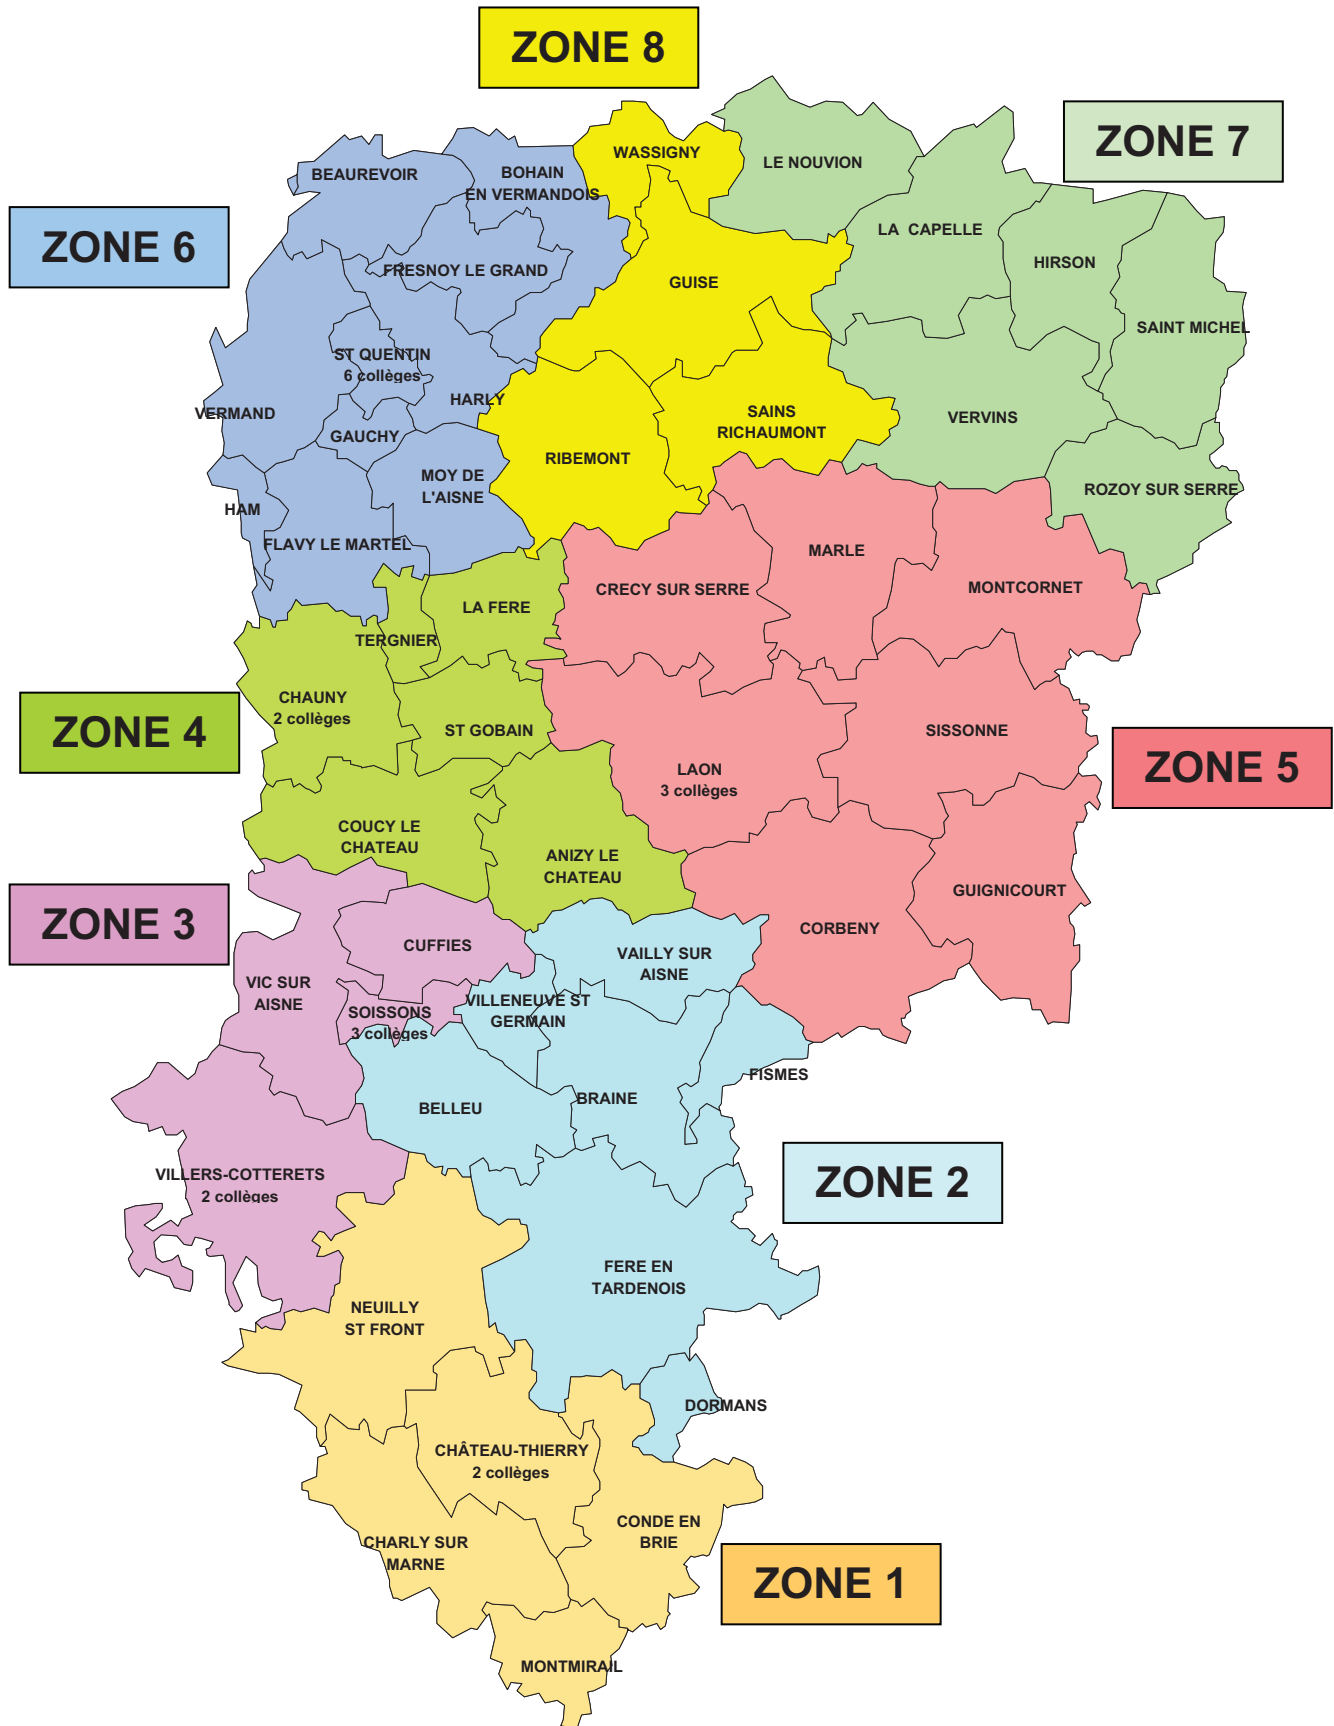 ZONE 8
ZONE 7
WASSIGNY
LE NOUVION
BEAUREVOIR
BOHAIN
EN VERMANDOIS
ZONE 6
LA CAPELLE
HIRSON
FRESNOY LE GRAND
GUISE
SAINT MICHEL
ST QUENTIN
6 collèges
HARLY
VERMAND
GAUCHY
SAINS
RICHAUMONT
VERVINS
RIBEMONT
MOY DE
L'AISNE
ROZOY SUR SERRE
HAM
FLAVY LE MARTEL
MARLE
CRECY SUR SERRE
MONTCORNET
LA FERE
TERGNIER
CHAUNY
2 collèges
ZONE 4
ST GOBAIN
SISSONNE
LAON
3 collèges
ZONE 5
COUCY LE
CHATEAU
ANIZY LE
CHATEAU
GUIGNICOURT
ZONE 3
CORBENY
CUFFIES
VAILLY SUR
AISNE
VIC SUR
AISNE
VILLENEUVE ST
GERMAIN
SOISSONS
3 collèges
FISMES
BELLEU
BRAINE
VILLERS-COTTERETS
2 collèges
ZONE 2
FERE EN
TARDENOIS
NEUILLY
ST FRONT
DORMANS
CHÂTEAU-THIERRY
2 collèges
CONDE EN
BRIE
CHARLY SUR
MARNE
ZONE 1
MONTMIRAIL